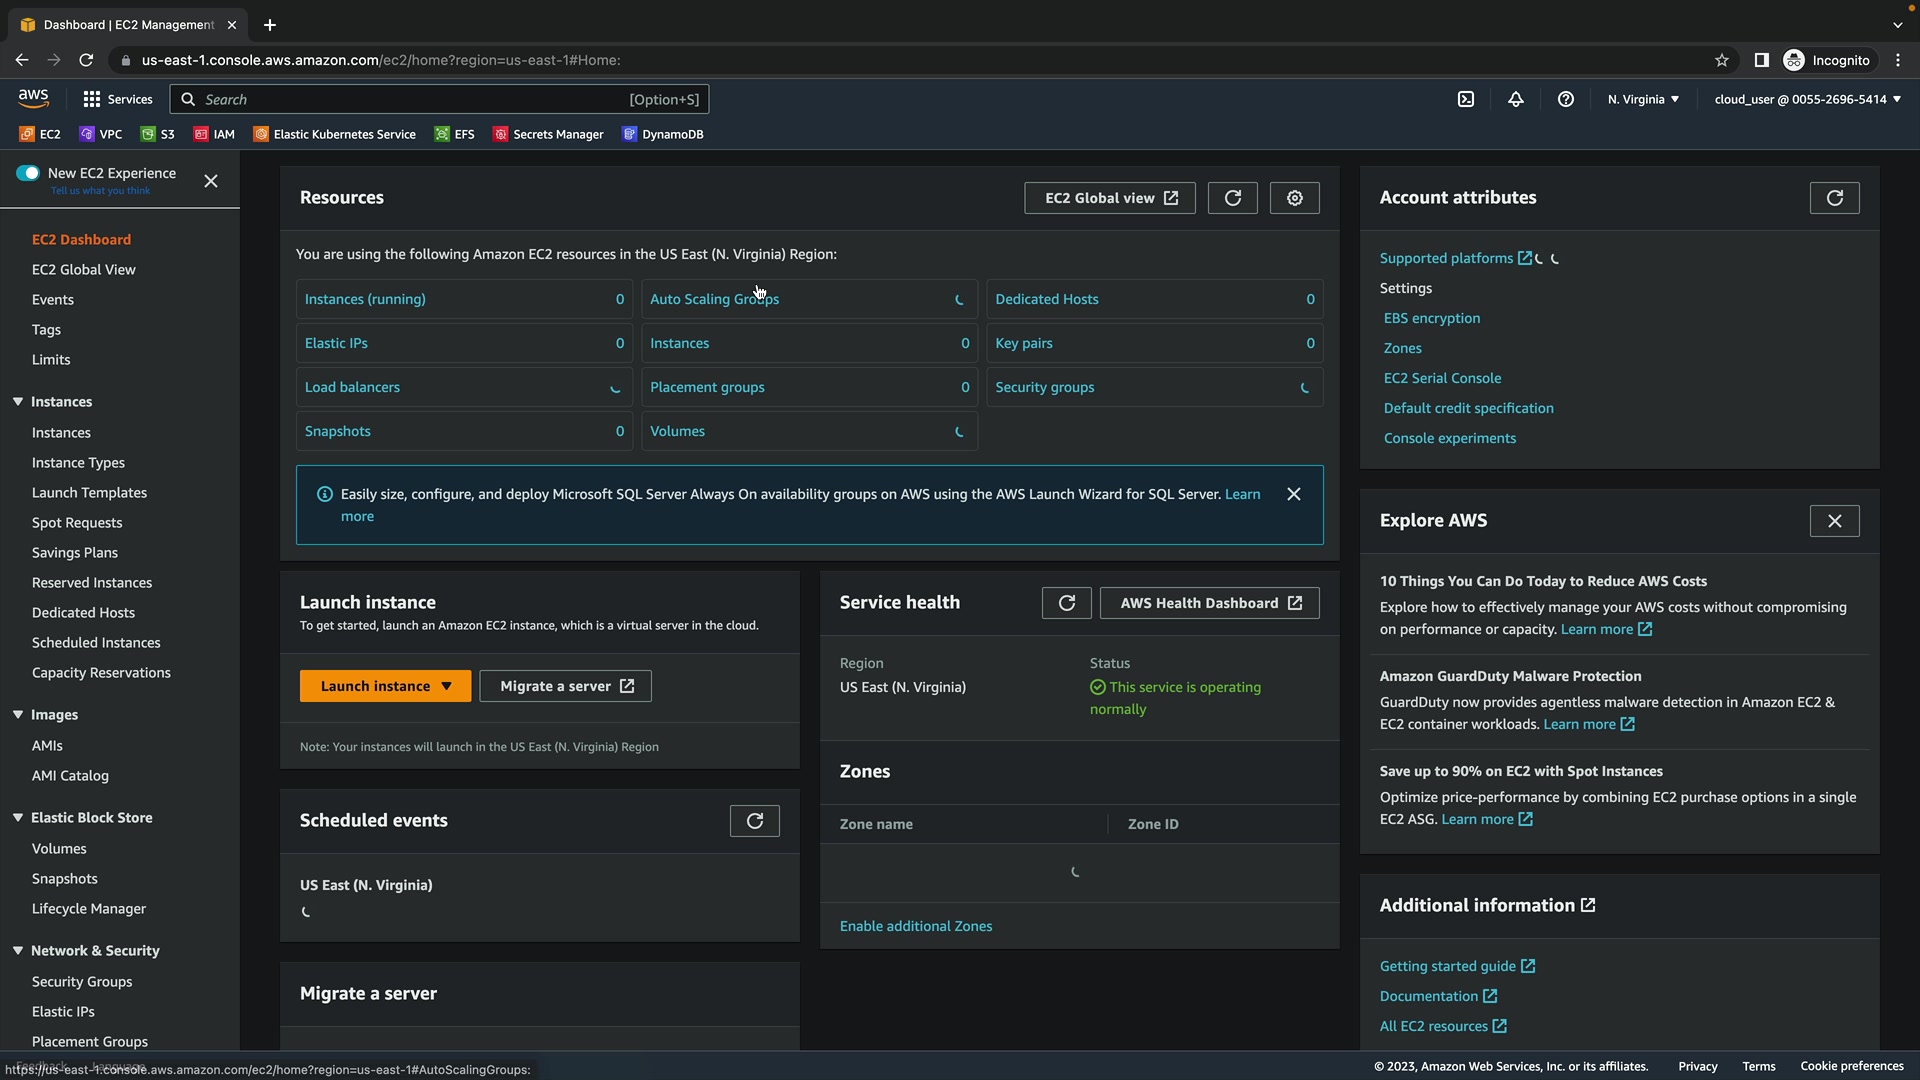 Dashboard | EC2 Management
us-east-1.console.aws.amazon.com/ec2/home?region=us-east-1#Home:
Incognito
aws
Services
Search
[Option+S]
N. Virginia
cloud_user @ 0055-2696-5414
EC2
VPC
S3
IAM
Elastic Kubernetes Service
EFS
Secrets Manager
DynamoDB
New EC2 Experience
Tell us what you think
EC2 Dashboard
EC2 Global View
Events
Tags
Limits
Instances
Instances
Instance Types
Launch Templates
Spot Requests
Savings Plans
Reserved Instances
Dedicated Hosts
Scheduled Instances
Capacity Reservations
Images
AMIs
AMI Catalog
Elastic Block Store
Volumes
Snapshots
Lifecycle Manager
Network & Security
Security Groups
Elastic IPs
Placement Groups
Resources
EC2 Global view
You are using the following Amazon EC2 resources in the US East (N. Virginia) Region:
Instances (running) 0
Auto Scaling Groups
Dedicated Hosts 0
Elastic IPs 0
Instances 0
Key pairs 0
Load balancers
Placement groups 0
Security groups
Snapshots 0
Volumes
Easily size, configure, and deploy Microsoft SQL Server Always On availability groups on AWS using the AWS Launch Wizard for SQL Server. Learn
more
Launch instance
To get started, launch an Amazon EC2 instance, which is a virtual server in the cloud.
Launch instance
Migrate a server
Note: Your instances will launch in the US East (N. Virginia) Region
Scheduled events
US East (N. Virginia)
Migrate a server
Service health
AWS Health Dashboard
Region
US East (N. Virginia)
Status
This service is operating
normally
Zones
Zone name
Zone ID
Enable additional Zones
Account attributes
Supported platforms
Settings
EBS encryption
Zones
EC2 Serial Console
Default credit specification
Console experiments
Explore AWS
10 Things You Can Do Today to Reduce AWS Costs
Explore how to effectively manage your AWS costs without compromising
on performance or capacity. Learn more
Amazon GuardDuty Malware Protection
GuardDuty now provides agentless malware detection in Amazon EC2 &
EC2 container workloads. Learn more
Save up to 90% on EC2 with Spot Instances
Optimize price-performance by combining EC2 purchase options in a single
EC2 ASG. Learn more
Additional information
Getting started guide
Documentation
All EC2 resources
https://us-east-1.console.aws.amazon.com/ec2/home?region=us-east-1#AutoScalingGroups:
© 2023, Amazon Web Services, Inc. or its affiliates.
Privacy
Terms
Cookie preferences